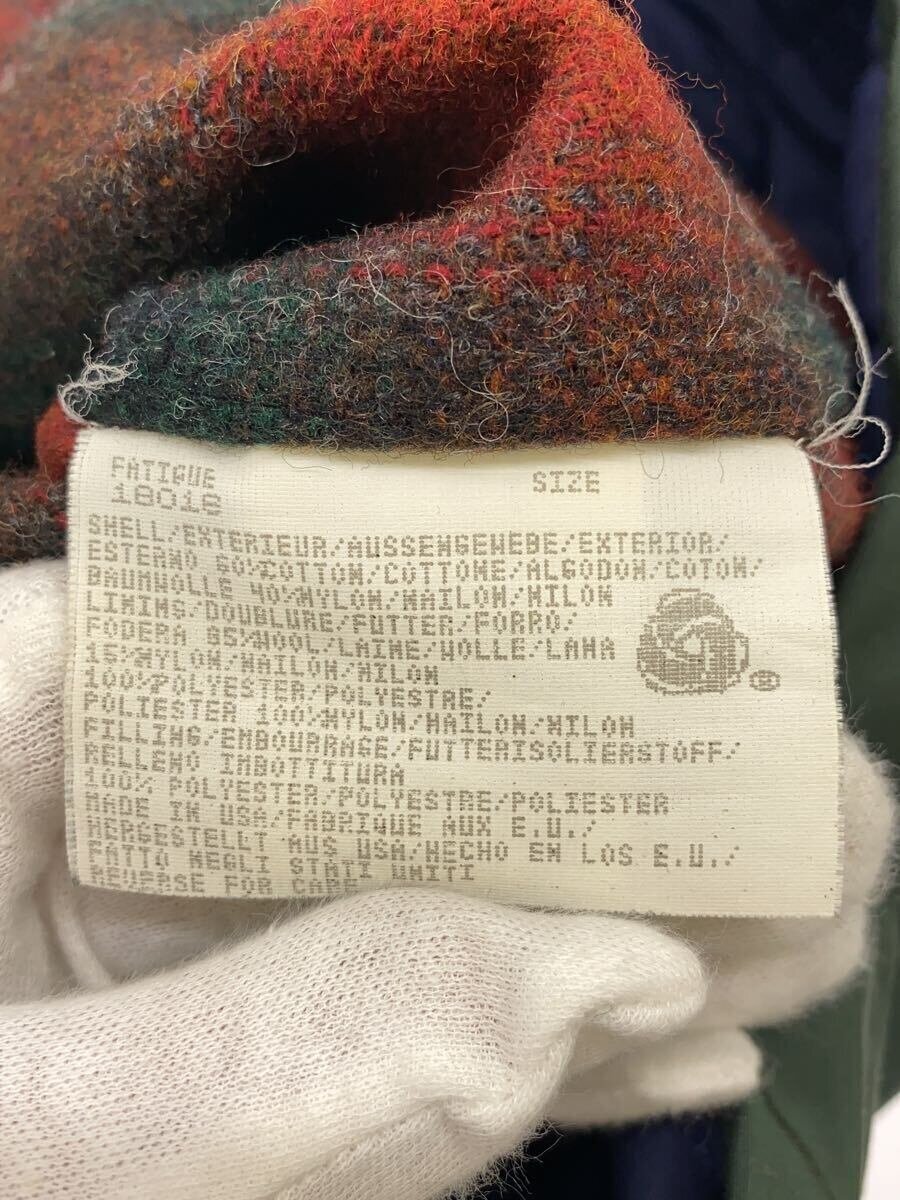 FATIGUE
18018
SIZE
SHELL/EXTERIEUR/AUSSENGEWEBE/EXTERIOR/
ESTERNO 60%COTTON/COTTONE/ALGODON/COTON/
BAUMWOLLE 40%NYLON/NAILON/NILON
LINING/DOUBLURE/FUTTER/FORRO/
FODERA 85%WOOL/LAINE/WOLLE/LANA
15%NYLON/NAILON/NILON
100%POLYESTER/POLYESTRE/
POLIESTER 100%NYLON/NAILON/NILON
FILLING/EMBOURRAGE/FUTTERISOLIERSTOFF/
RELLENO IMBOTTITURA
100% POLYESTER/POLYESTRE/POLIESTER
MADE IN USA/FABRIQUE AUX E.U./
HERGESTELLT AUS USA/HECHO EN LOS E.U./
FATTO NEGLI STATI UNITI
REVERSE FOR CARE
®